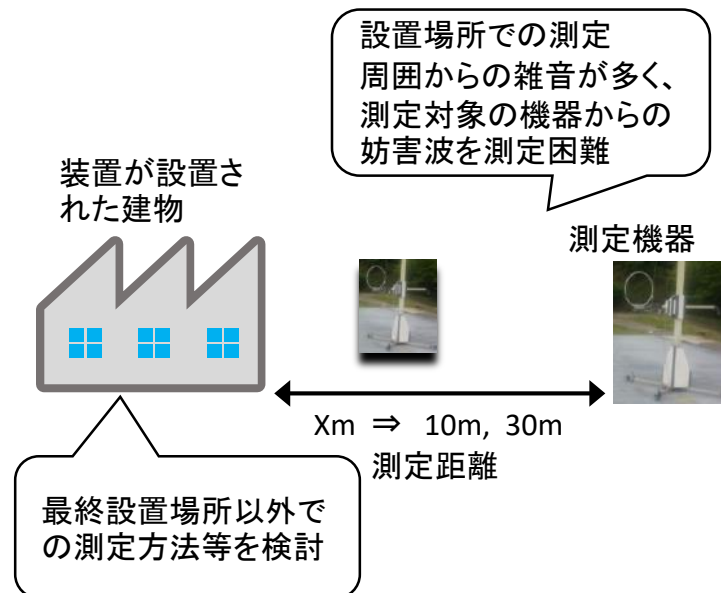 設置場所での測定
周囲からの雑音が多く、
測定対象の機器からの
妨害波を測定困難
装置が設置さ
れた建物
測定機器
Xm ⇒ 10m, 30m
測定距離
最終設置場所以外で
の測定方法等を検討